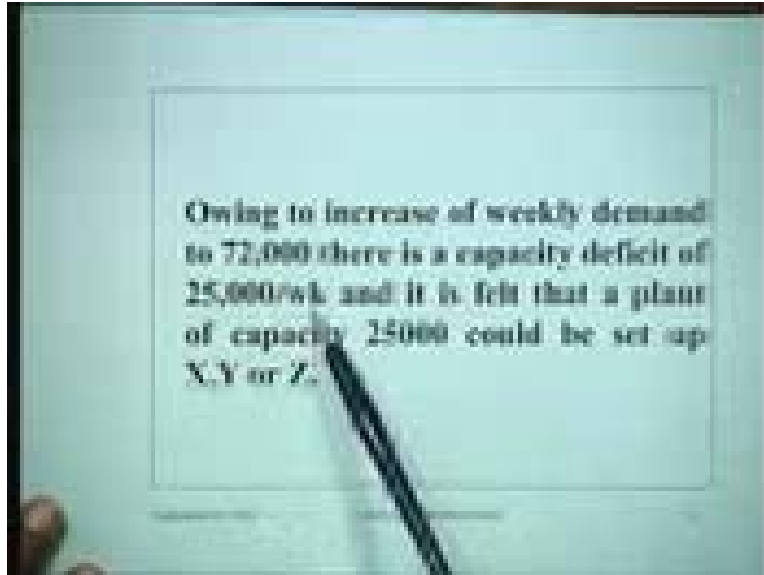 Owing to increase of weekly demand
to 72,000 there is a capacity deficit of
25,000/wk and it is felt that a plant
of capacity 25000 could be set up
X,Y or Z.